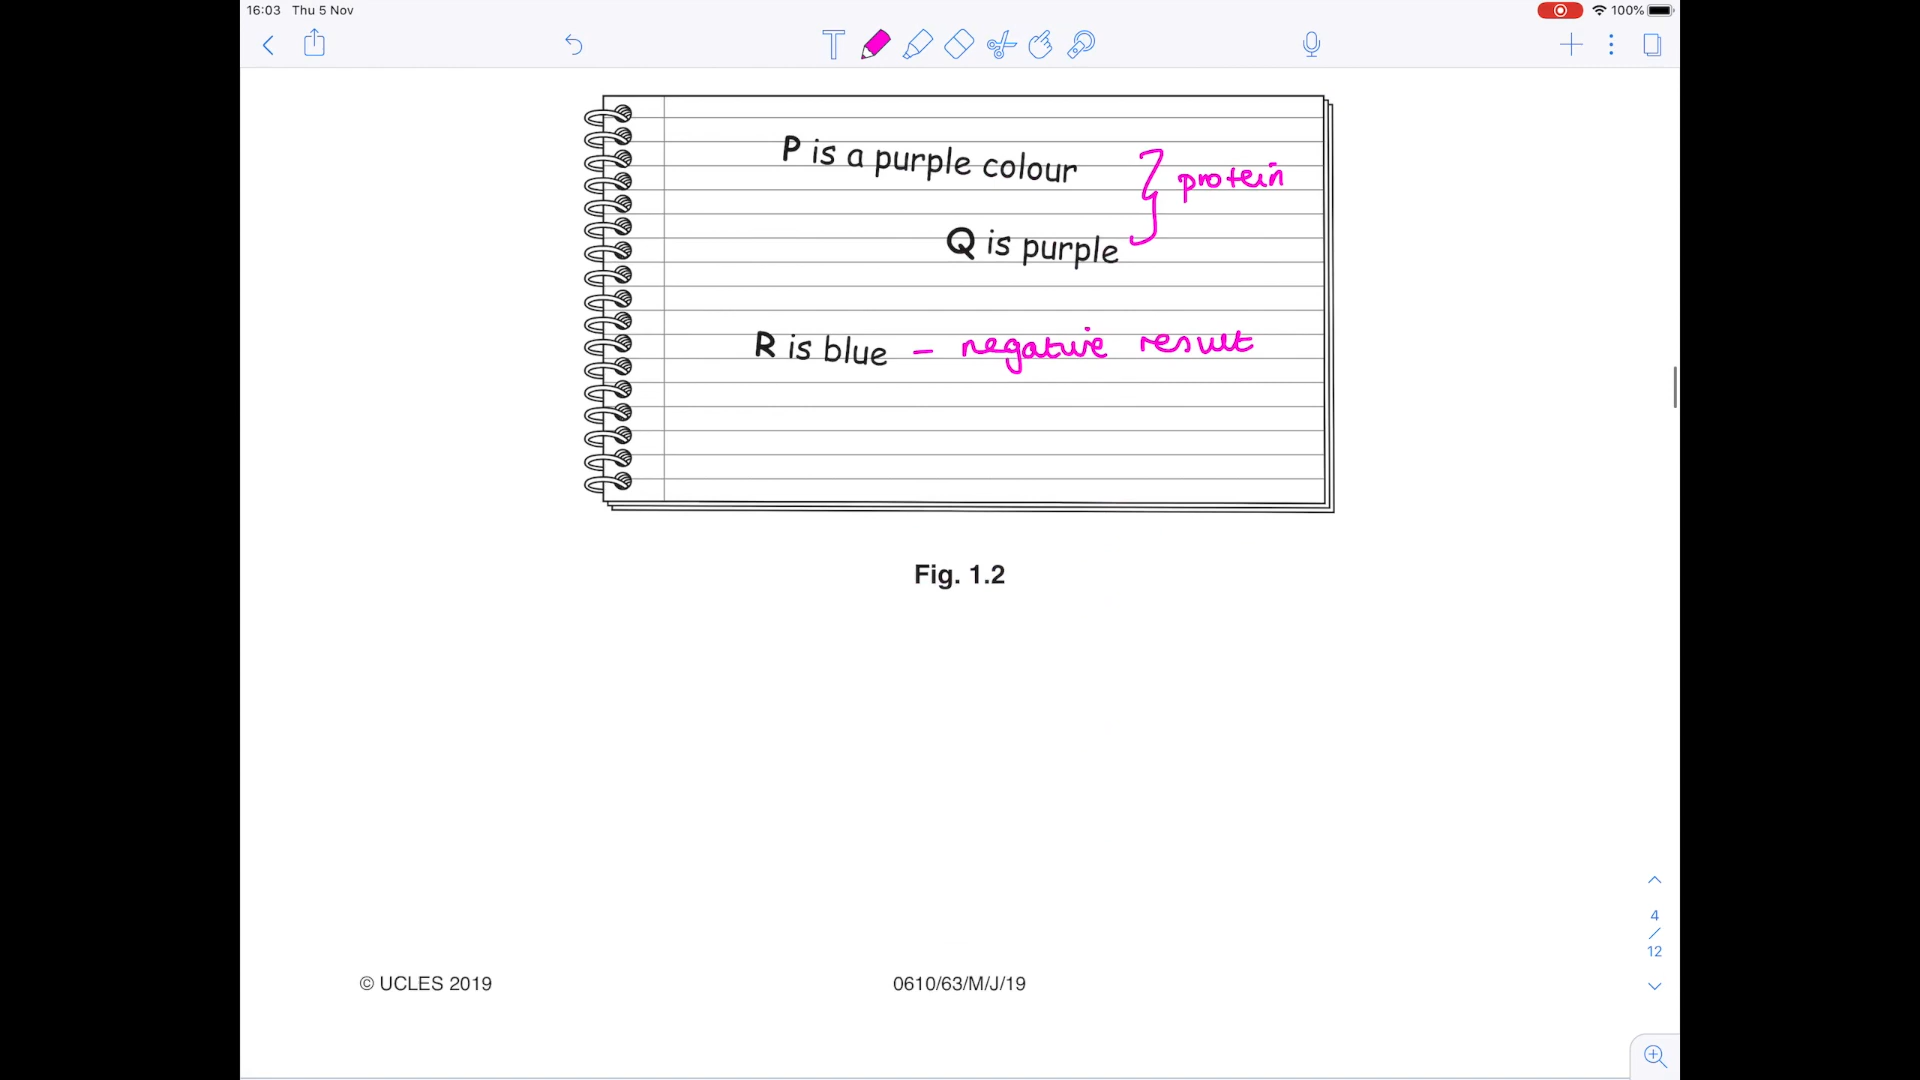 16:03 Thu 5 Nov
100%
P is a purple colour
protein
Q is purple
R is blue - negative result
Fig. 1.2
4
/
12
© UCLES 2019
0610/63/M/J/19